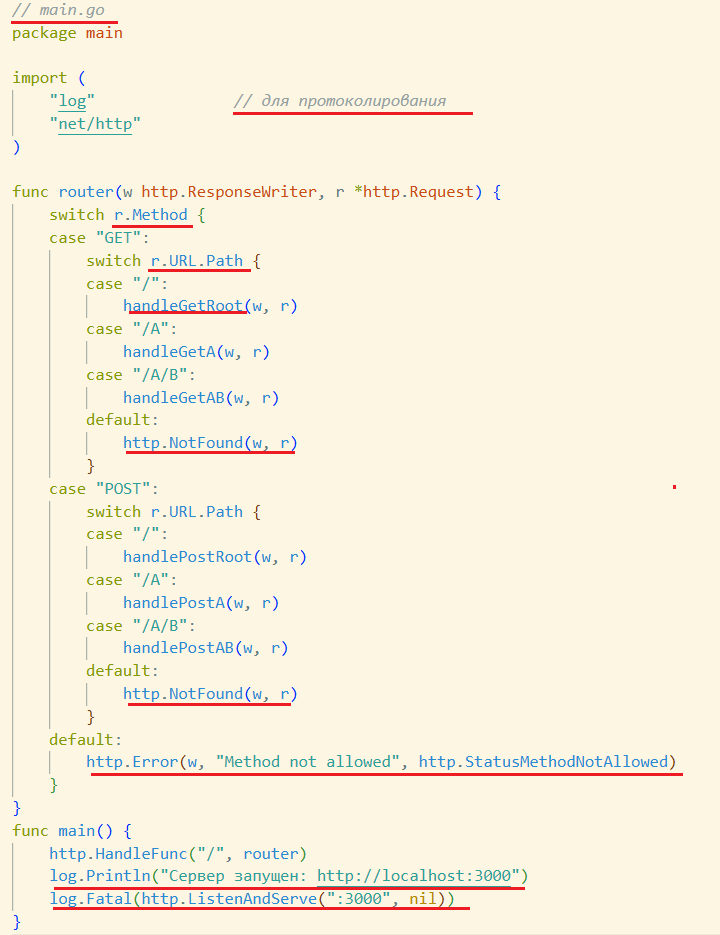 // main.go
package main
import (
"log" // для протоколирования
"net/http"
)
func router(w http.ResponseWriter, r *http.Request) {
switch r.Method {
case "GET":
switch r.URL.Path {
case "/":
handleGetRoot(w, r)
case "/A":
handleGetA(w, r)
case "/A/B":
handleGetAB(w, r)
default:
http.NotFound(w, r)
}
case "POST":
switch r.URL.Path {
case "/":
handlePostRoot(w, r)
case "/A":
handlePostA(w, r)
case "/A/B":
handlePostAB(w, r)
default:
http.NotFound(w, r)
}
default:
http.Error(w, "Method not allowed", http.StatusMethodNotAllowed)
}
}
func main() {
http.HandleFunc("/", router)
log.Println("Сервер запущен: http://localhost:3000")
log.Fatal(http.ListenAndServe(":3000", nil))
}